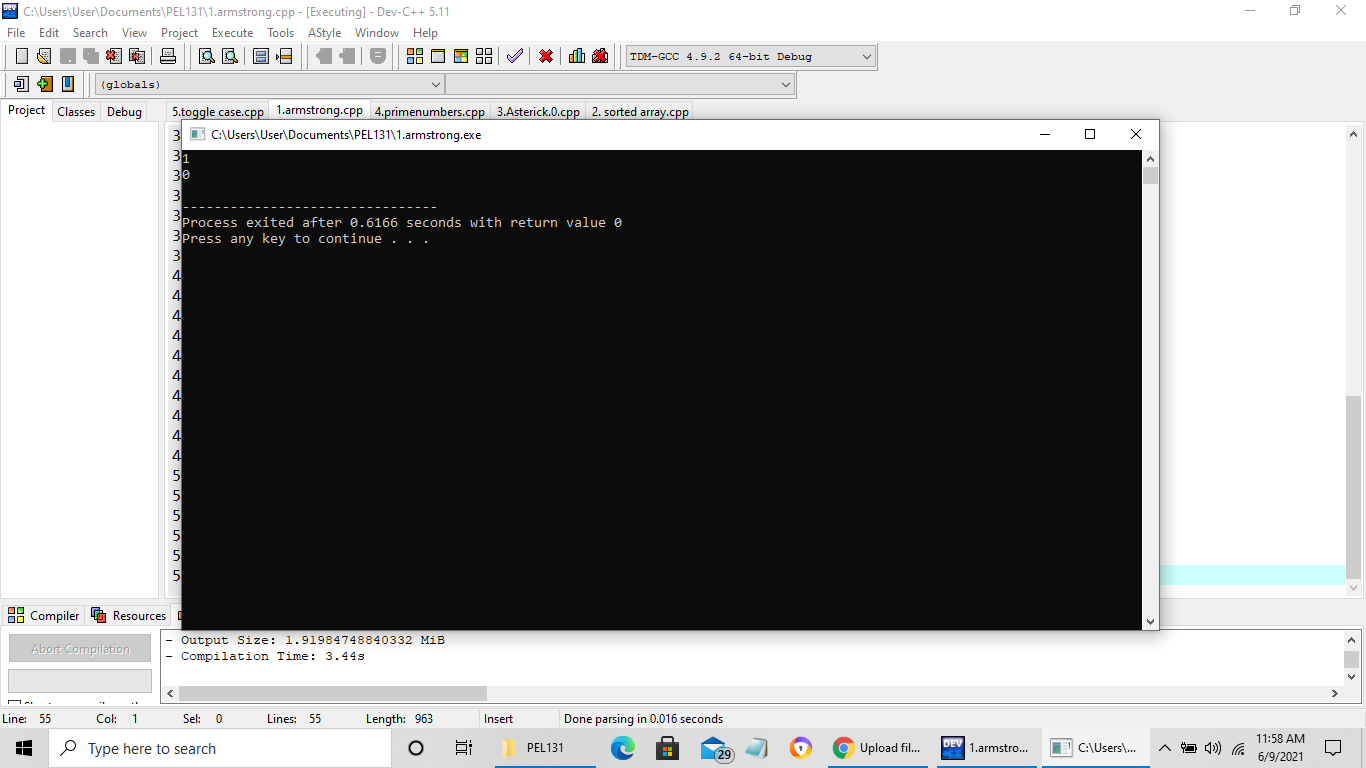 C:\Users\User\Documents\PEL131\1.armstrong.cpp - [Executing] - Dev-C++ 5.11
File Edit Search View Project Execute Tools AStyle Window Help
TDM-GCC 4.9.2 64-bit Debug
(globals)
Project Classes Debug
5.toggle case.cpp 1.armstrong.cpp 4.primenumbers.cpp 3.Asterick.0.cpp 2. sorted array.cpp
C:\Users\User\Documents\PEL131\1.armstrong.exe
3
3
3
3
3
3
3
4
4
4
4
4
4
4
4
4
4
5
5
5
5
5
5
1
0
--------------------------------
Process exited after 0.6166 seconds with return value 0
Press any key to continue . . .
Compiler Resources
Abort Compilation
- Output Size: 1.91984748840332 MiB
- Compilation Time: 3.44s
Line: 55 Col: 1 Sel: 0 Lines: 55 Length: 963 Insert Done parsing in 0.016 seconds
Type here to search
PEL131
29
Upload fil...
DEV
1.armstro...
C:\Users\...
11:58 AM
6/9/2021